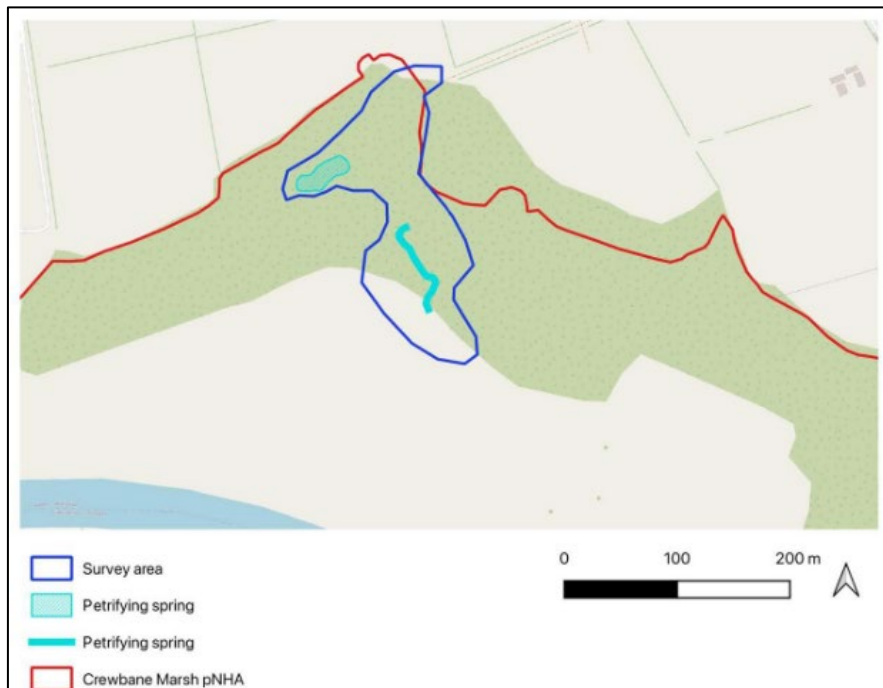 0 100 200 m
Survey area
Petrifying spring
Petrifying spring
Crewbane Marsh pNHA